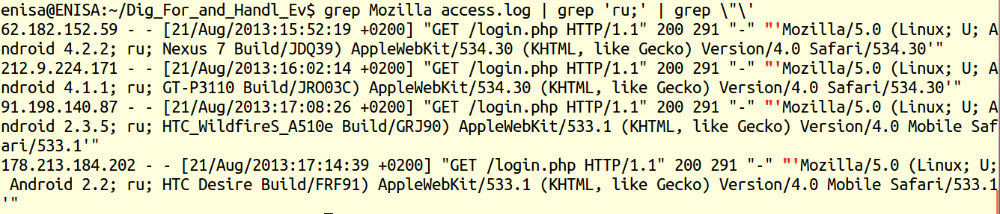 enisa@ENISA:~/Dig_For_and_Handl_Ev$ grep Mozilla access.log | grep 'ru;' | grep \"\'
62.182.152.59 - - [21/Aug/2013:15:52:19 +0200] "GET /login.php HTTP/1.1" 200 291 "-" "'Mozilla/5.0 (Linux; U; A
ndroid 4.2.2; ru; Nexus 7 Build/JDQ39) AppleWebKit/534.30 (KHTML, like Gecko) Version/4.0 Safari/534.30'"
212.9.224.171 - - [21/Aug/2013:16:02:14 +0200] "GET /login.php HTTP/1.1" 200 291 "-" "'Mozilla/5.0 (Linux; U; A
ndroid 4.1.1; ru; GT-P3110 Build/JRO03C) AppleWebKit/534.30 (KHTML, like Gecko) Version/4.0 Safari/534.30'"
91.198.140.87 - - [21/Aug/2013:17:08:26 +0200] "GET /login.php HTTP/1.1" 200 291 "-" "'Mozilla/5.0 (Linux; U; A
ndroid 2.3.5; ru; HTC_WildfireS_A510e Build/GRJ90) AppleWebKit/533.1 (KHTML, like Gecko) Version/4.0 Mobile Saf
ari/533.1'"
178.213.184.202 - - [21/Aug/2013:17:14:39 +0200] "GET /login.php HTTP/1.1" 200 291 "-" "'Mozilla/5.0 (Linux; U;
 Android 2.2; ru; HTC Desire Build/FRF91) AppleWebKit/533.1 (KHTML, like Gecko) Version/4.0 Mobile Safari/533.1
'"